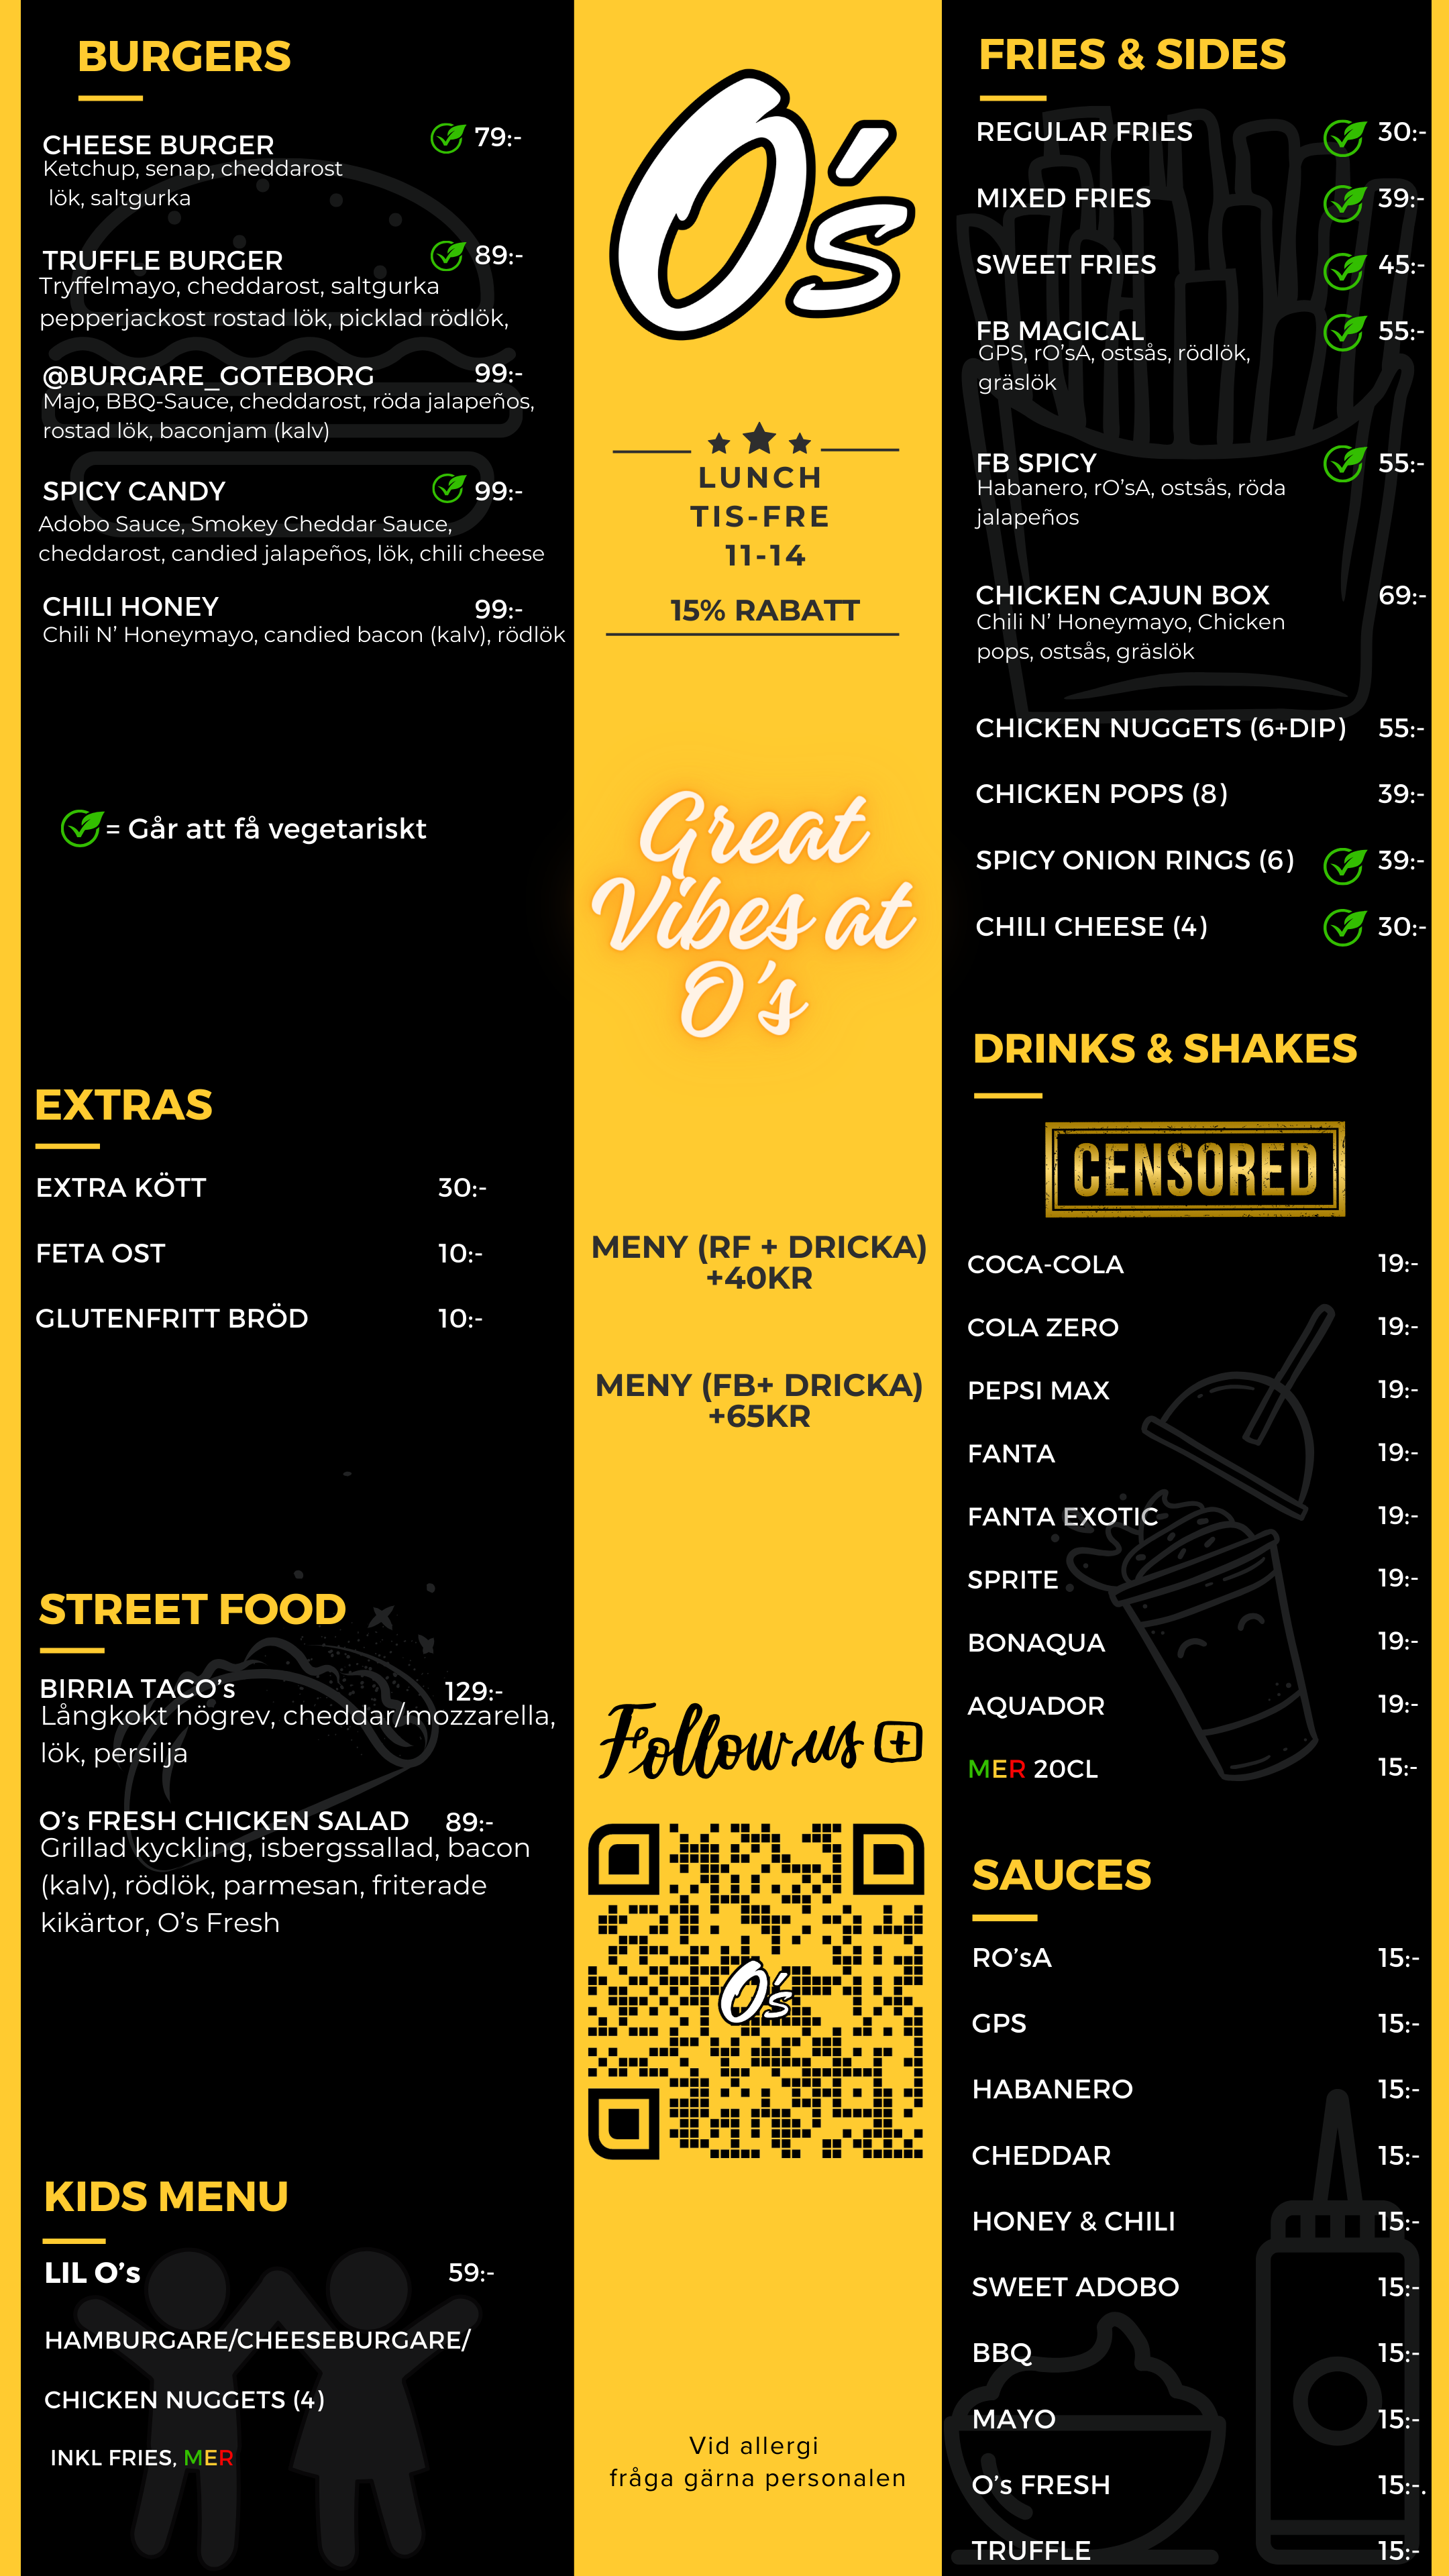 BURGERS
CHEESE BURGER 79:-
Ketchup, senap, cheddarost
lök, saltgurka
TRUFFLE BURGER 89:-
Tryffelmayo, cheddarost, saltgurka
pepperjackost rostad lök, picklad rödlök,
@BURGARE_GOTEBORG 99:-
Majo, BBQ-Sauce, cheddarost, röda jalapeños,
rostad lök, baconjam (kalv)
SPICY CANDY 99:-
Adobo Sauce, Smokey Cheddar Sauce,
cheddarost, candied jalapeños, lök, chili cheese
CHILI HONEY 99:-
Chili N' Honeymayo, candied bacon (kalv), rödlök
= Går att få vegetariskt
EXTRAS
EXTRA KÖTT 30:-
FETA OST 10:-
GLUTENFRITT BRÖD 10:-
STREET FOOD
BIRRIA TACO's 129:-
Långkokt högrev, cheddar/mozzarella,
lök, persilja
O's FRESH CHICKEN SALAD 89:-
Grillad kyckling, isbergssallad, bacon
(kalv), rödlök, parmesan, friterade
kikärtor, O's Fresh
KIDS MENU
LIL O's 59:-
HAMBURGARE/CHEESEBURGARE/
CHICKEN NUGGETS (4)
INKL FRIES, MER
O's
LUNCH
TIS-FRE
11-14
15% RABATT
Great
Vibes at
O's
MENY (RF + DRICKA)
+40KR
MENY (FB+ DRICKA)
+65KR
Follow us
O's
Vid allergi
fråga gärna personalen
FRIES & SIDES
REGULAR FRIES 30:-
MIXED FRIES 39:-
SWEET FRIES 45:-
FB MAGICAL 55:-
GPS, rO'sA, ostsås, rödlök,
gräslök
FB SPICY 55:-
Habanero, rO'sA, ostsås, röda
jalapeños
CHICKEN CAJUN BOX 69:-
Chili N' Honeymayo, Chicken
pops, ostsås, gräslök
CHICKEN NUGGETS (6+DIP) 55:-
CHICKEN POPS (8) 39:-
SPICY ONION RINGS (6) 39:-
CHILI CHEESE (4) 30:-
DRINKS & SHAKES
CENSORED
COCA-COLA 19:-
COLA ZERO 19:-
PEPSI MAX 19:-
FANTA 19:-
FANTA EXOTIC 19:-
SPRITE 19:-
BONAQUA 19:-
AQUADOR 19:-
MER 20CL 15:-
SAUCES
RO'sA 15:-
GPS 15:-
HABANERO 15:-
CHEDDAR 15:-
HONEY & CHILI 15:-
SWEET ADOBO 15:-
BBQ 15:-
MAYO 15:-
O's FRESH 15:-.
TRUFFLE 15:-